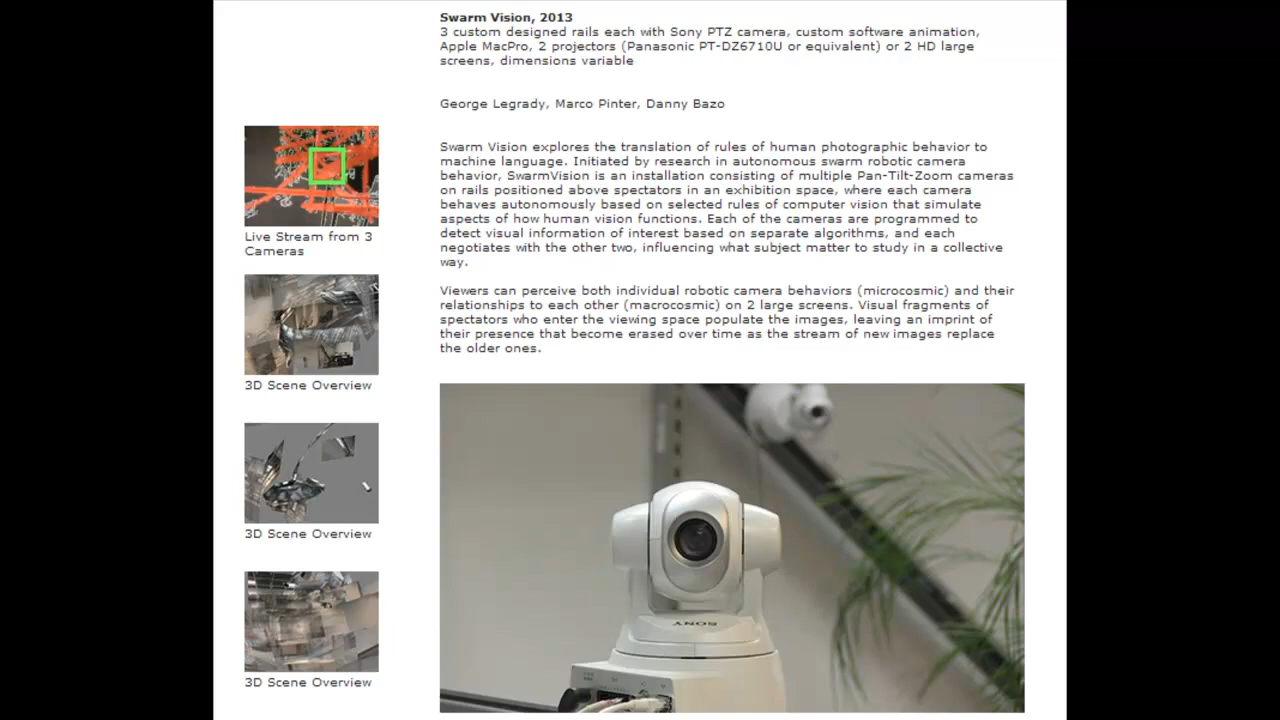 Swarm Vision, 2013
3 custom designed rails each with Sony PTZ camera, custom software animation,
Apple MacPro, 2 projectors (Panasonic PT-DZ6710U or equivalent) or 2 HD large
screens, dimensions variable
George Legrady, Marco Pinter, Danny Bazo
Swarm Vision explores the translation of rules of human photographic behavior to
machine language. Initiated by research in autonomous swarm robotic camera
behavior, SwarmVision is an installation consisting of multiple Pan-Tilt-Zoom cameras
on rails positioned above spectators in an exhibition space, where each camera
behaves autonomously based on selected rules of computer vision that simulate
aspects of how human vision functions. Each of the cameras are programmed to
detect visual information of interest based on separate algorithms, and each
negotiates with the other two, influencing what subject matter to study in a collective
way.
Viewers can perceive both individual robotic camera behaviors (microcosmic) and their
relationships to each other (macrocosmic) on 2 large screens. Visual fragments of
spectators who enter the viewing space populate the images, leaving an imprint of
their presence that become erased over time as the stream of new images replace
the older ones.
Live Stream from 3
Cameras
3D Scene Overview
3D Scene Overview
3D Scene Overview
SONY